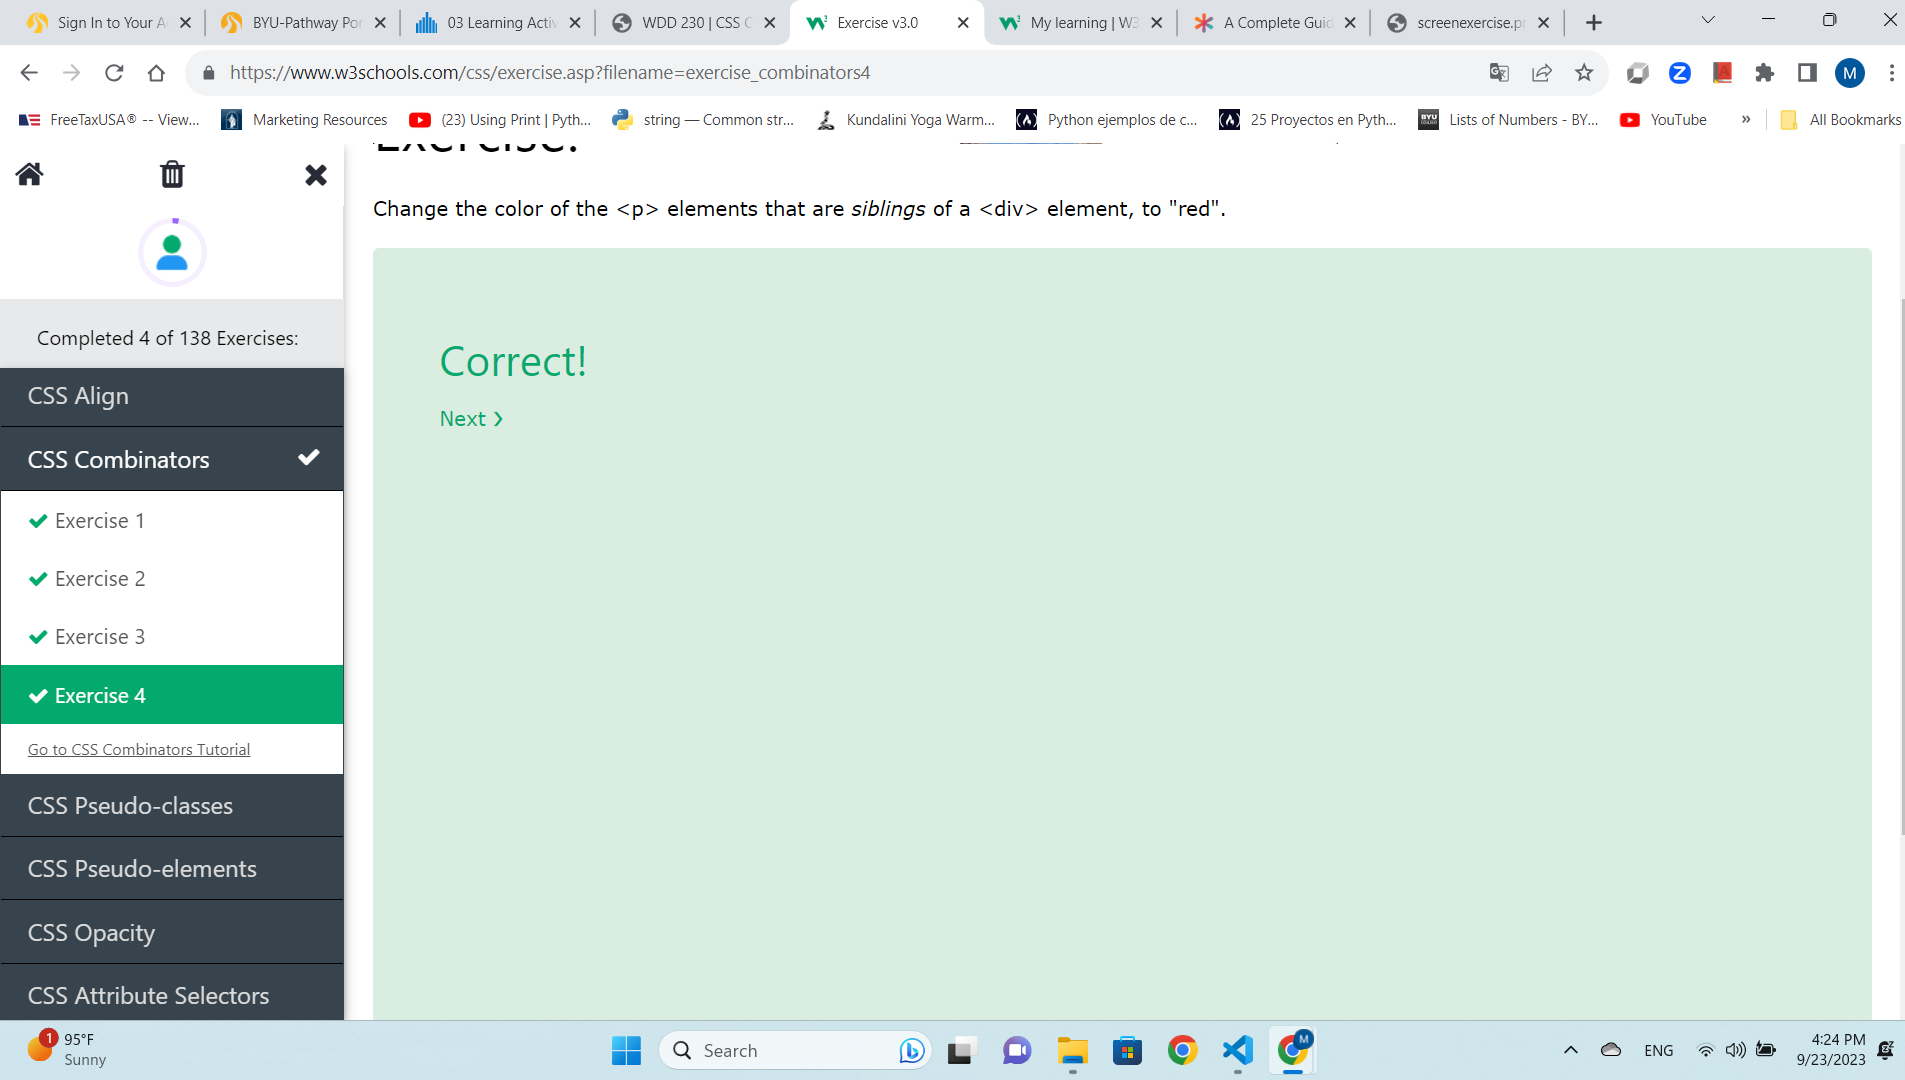 Sign In to Your A
BYU-Pathway Por
03 Learning Activ
WDD 230 | CSS C
Exercise v3.0
My learning | W3
A Complete Guid
screenexercise.pr
https://www.w3schools.com/css/exercise.asp?filename=exercise_combinators4
M
FreeTaxUSA® -- View...
Marketing Resources
(23) Using Print | Pyth...
string — Common str...
Kundalini Yoga Warm...
Python ejemplos de c...
25 Proyectos en Pyth...
Lists of Numbers - BY...
YouTube
»
All Bookmarks
Exercise:
Change the color of the <p> elements that are siblings of a <div> element, to "red".
Completed 4 of 138 Exercises:
CSS Align
CSS Combinators
Exercise 1
Exercise 2
Exercise 3
Exercise 4
Go to CSS Combinators Tutorial
CSS Pseudo-classes
CSS Pseudo-elements
CSS Opacity
CSS Attribute Selectors
Correct!
Next ❯
1
95°F
Sunny
Search
M
ENG
4:24 PM
9/23/2023